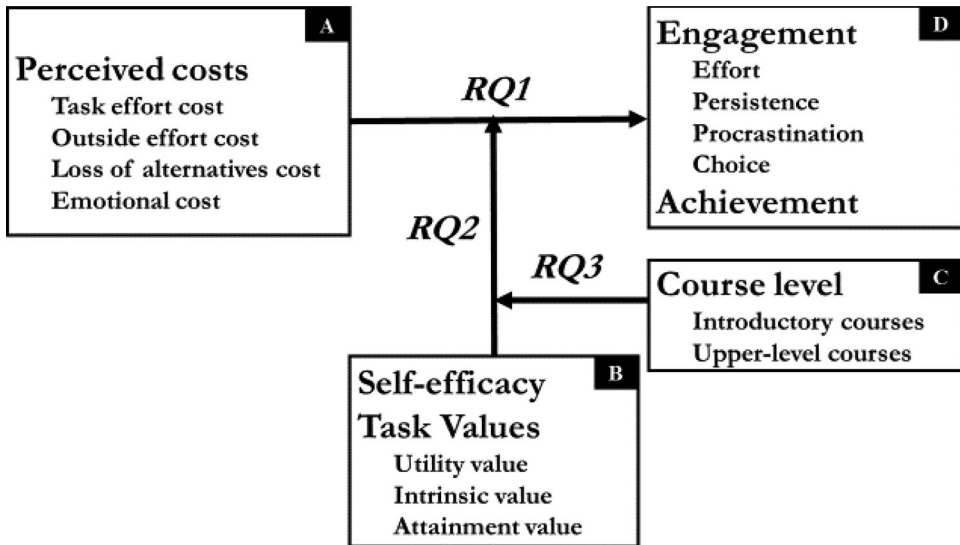 A
Perceived costs
Task effort cost
Outside effort cost
Loss of alternatives cost
Emotional cost
RQ1
D
Engagement
Effort
Persistence
Procrastination
Choice
Achievement
RQ2
RQ3
C
Course level
Introductory courses
Upper-level courses
B
Self-efficacy
Task Values
Utility value
Intrinsic value
Attainment value